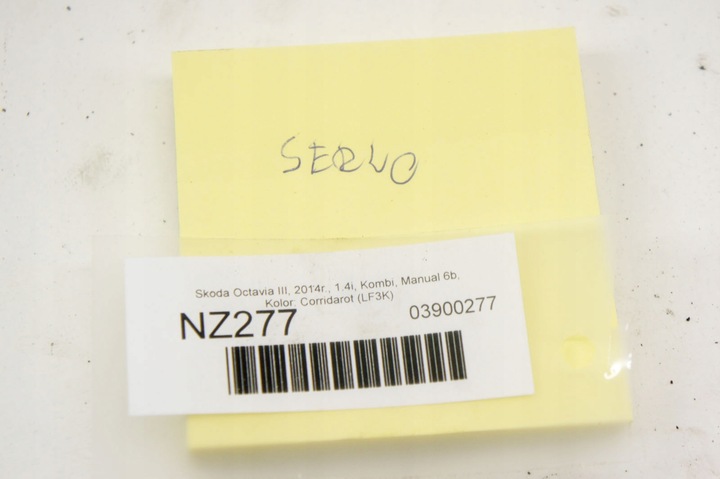 SERVO
Skoda Octavia III, 2014r., 1.4i, Kombi, Manual 6b,
Kolor: Corridarot (LF3K)
NZ277 03900277